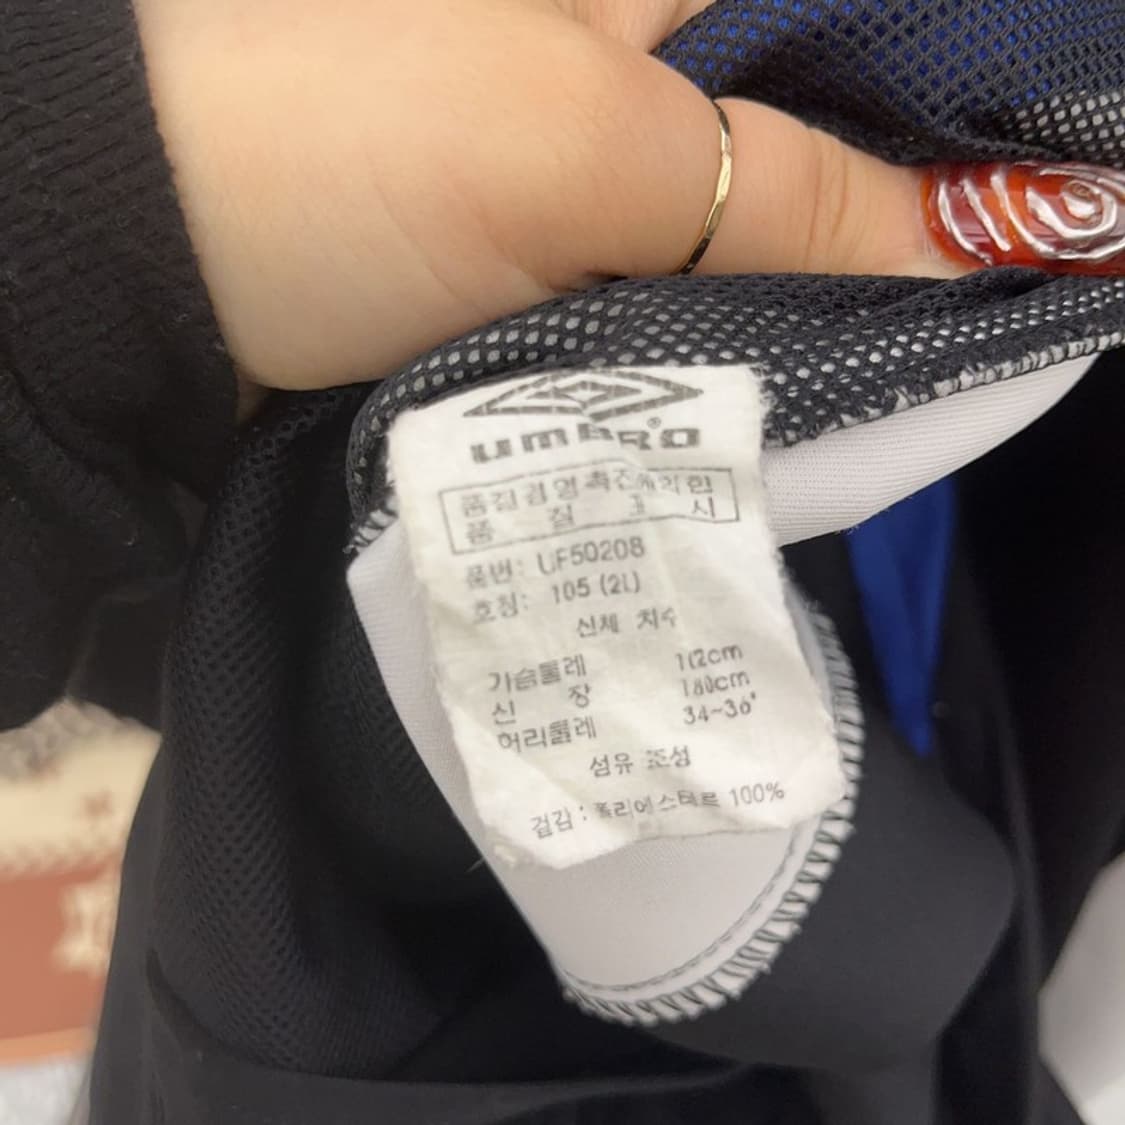 umbro®
품질경영촉진에의한
품 질 표 시
품번: UF50208
호칭: 105 (2L)
신체 치수
가슴둘레 102cm
신 장 180cm
허리둘레 34~36"
섬유 조성
겉감 : 폴리에스테르 100%